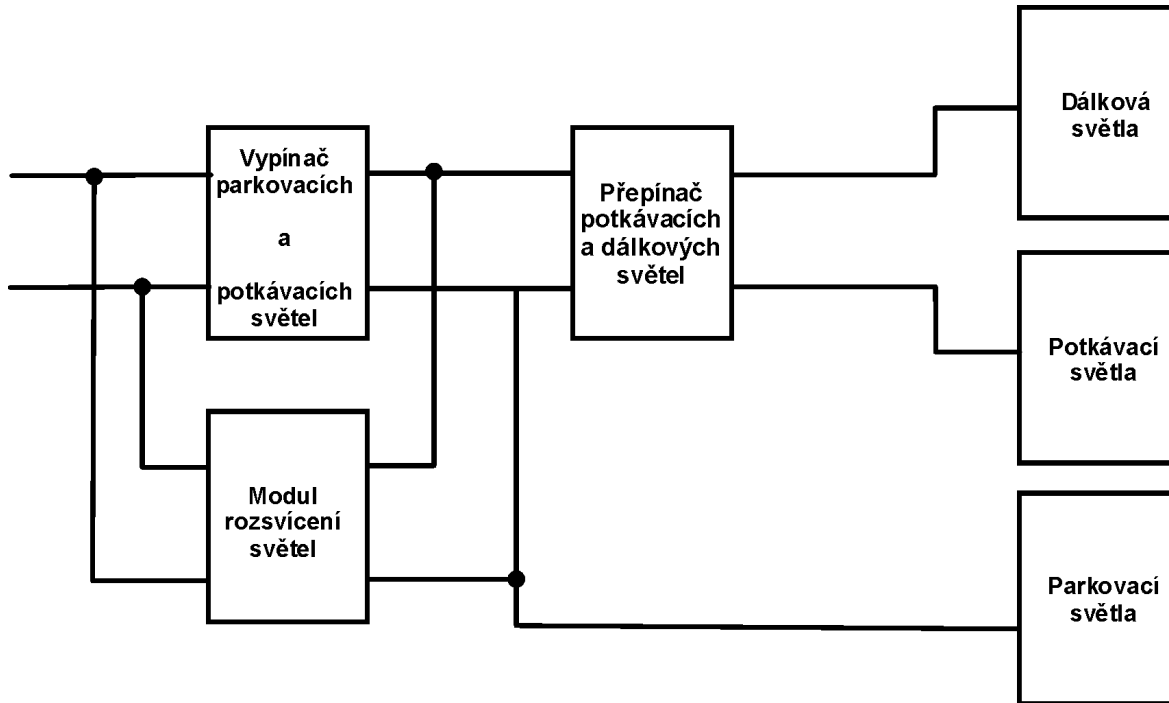 Vypínač
parkovacích
a
potkávacích
světel
Modul
rozsvícení
světel
Přepínač
potkávacích
a dálkových
světel
Dálková
světla
Potkávací
světla
Parkovací
světla